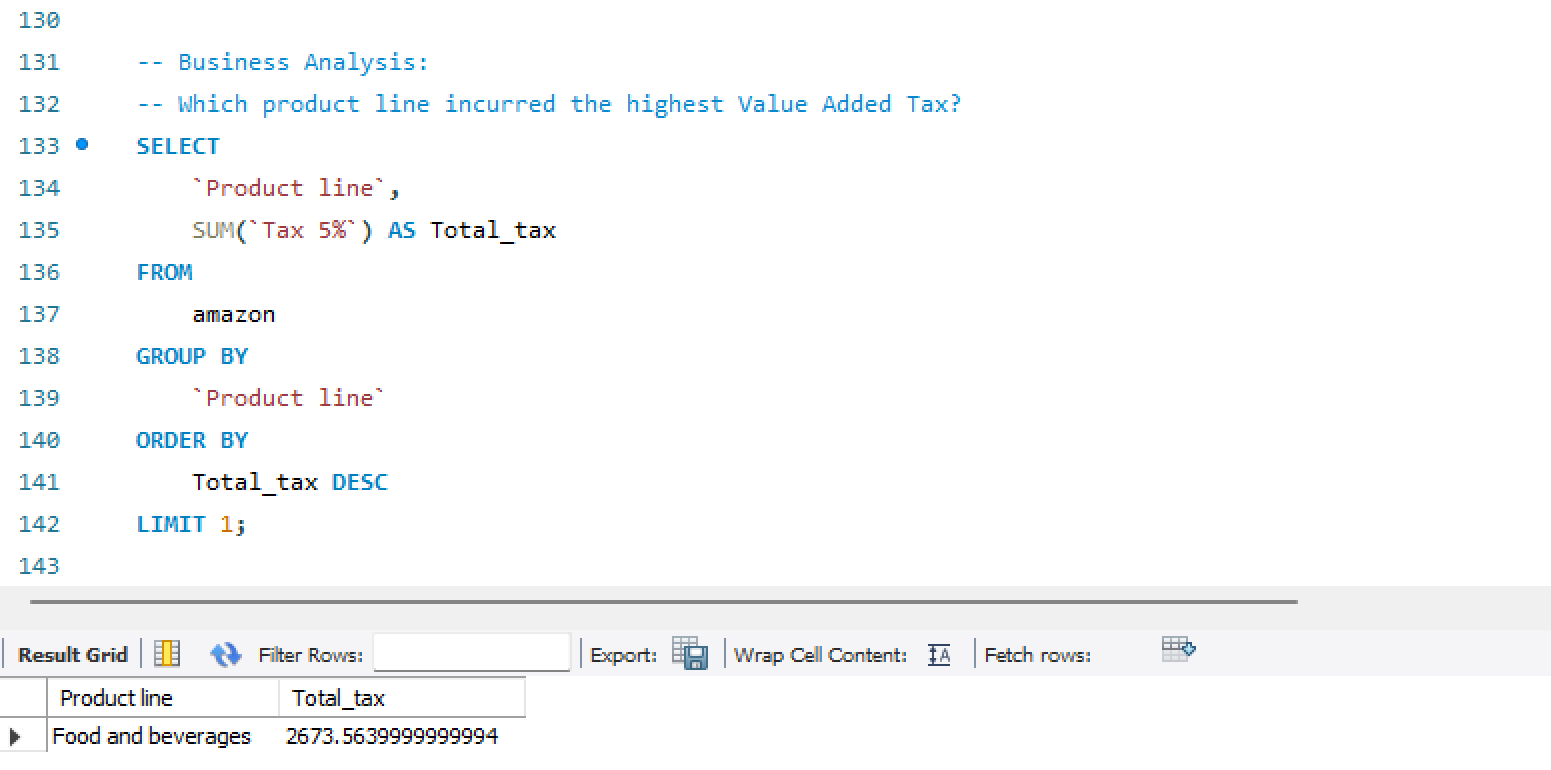 130
131 -- Business Analysis:
132 -- Which product line incurred the highest Value Added Tax?
133 SELECT
134 `Product line`,
135 SUM(`Tax 5%`) AS Total_tax
136 FROM
137 amazon
138 GROUP BY
139 `Product line`
140 ORDER BY
141 Total_tax DESC
142 LIMIT 1;
143
Result Grid Filter Rows: Export: Wrap Cell Content: IA Fetch rows:
Product line Total_tax
Food and beverages 2673.5639999999994